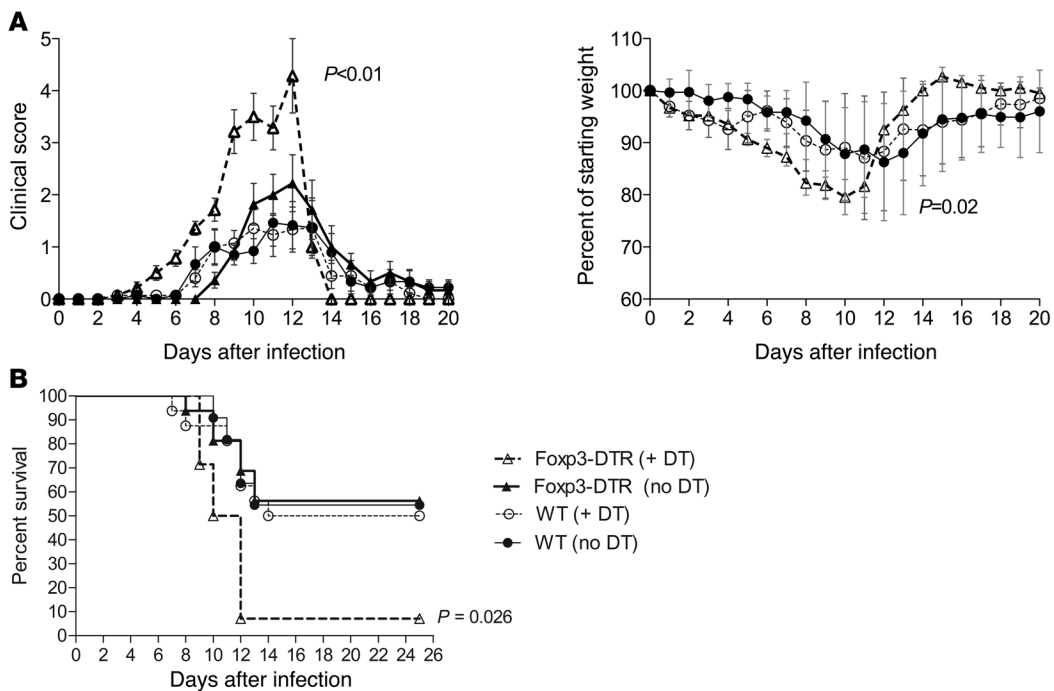 A
5
4
3
2
1
0
Clinical score
P<0.01
0 2 4 6 8 10 12 14 16 18 20
Days after infection
110
100
90
80
70
60
Percent of starting weight
P=0.02
0 2 4 6 8 10 12 14 16 18 20
Days after infection
B
100
90
80
70
60
50
40
30
20
10
0
Percent survival
P = 0.026
0 2 4 6 8 10 12 14 16 18 20 22 24 26
Days after infection
Foxp3-DTR (+ DT)
Foxp3-DTR (no DT)
WT (+ DT)
WT (no DT)